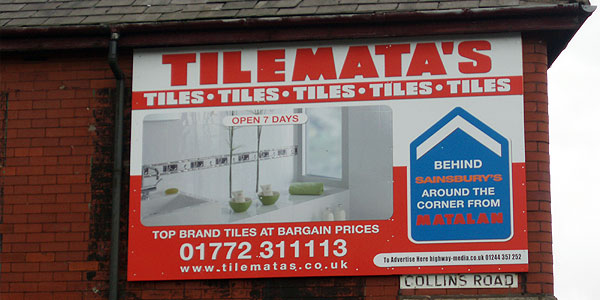 TILEMATA'S
TILES • TILES • TILES • TILES • TILES
OPEN 7 DAYS
TOP BRAND TILES AT BARGAIN PRICES
01772 311113
www.tilematas.co.uk
BEHIND
SAINSBURY'S
AROUND THE
CORNER FROM
MATALAN
To Advertise Here highway-media.co.uk 01244 357 252
COLLINS ROAD